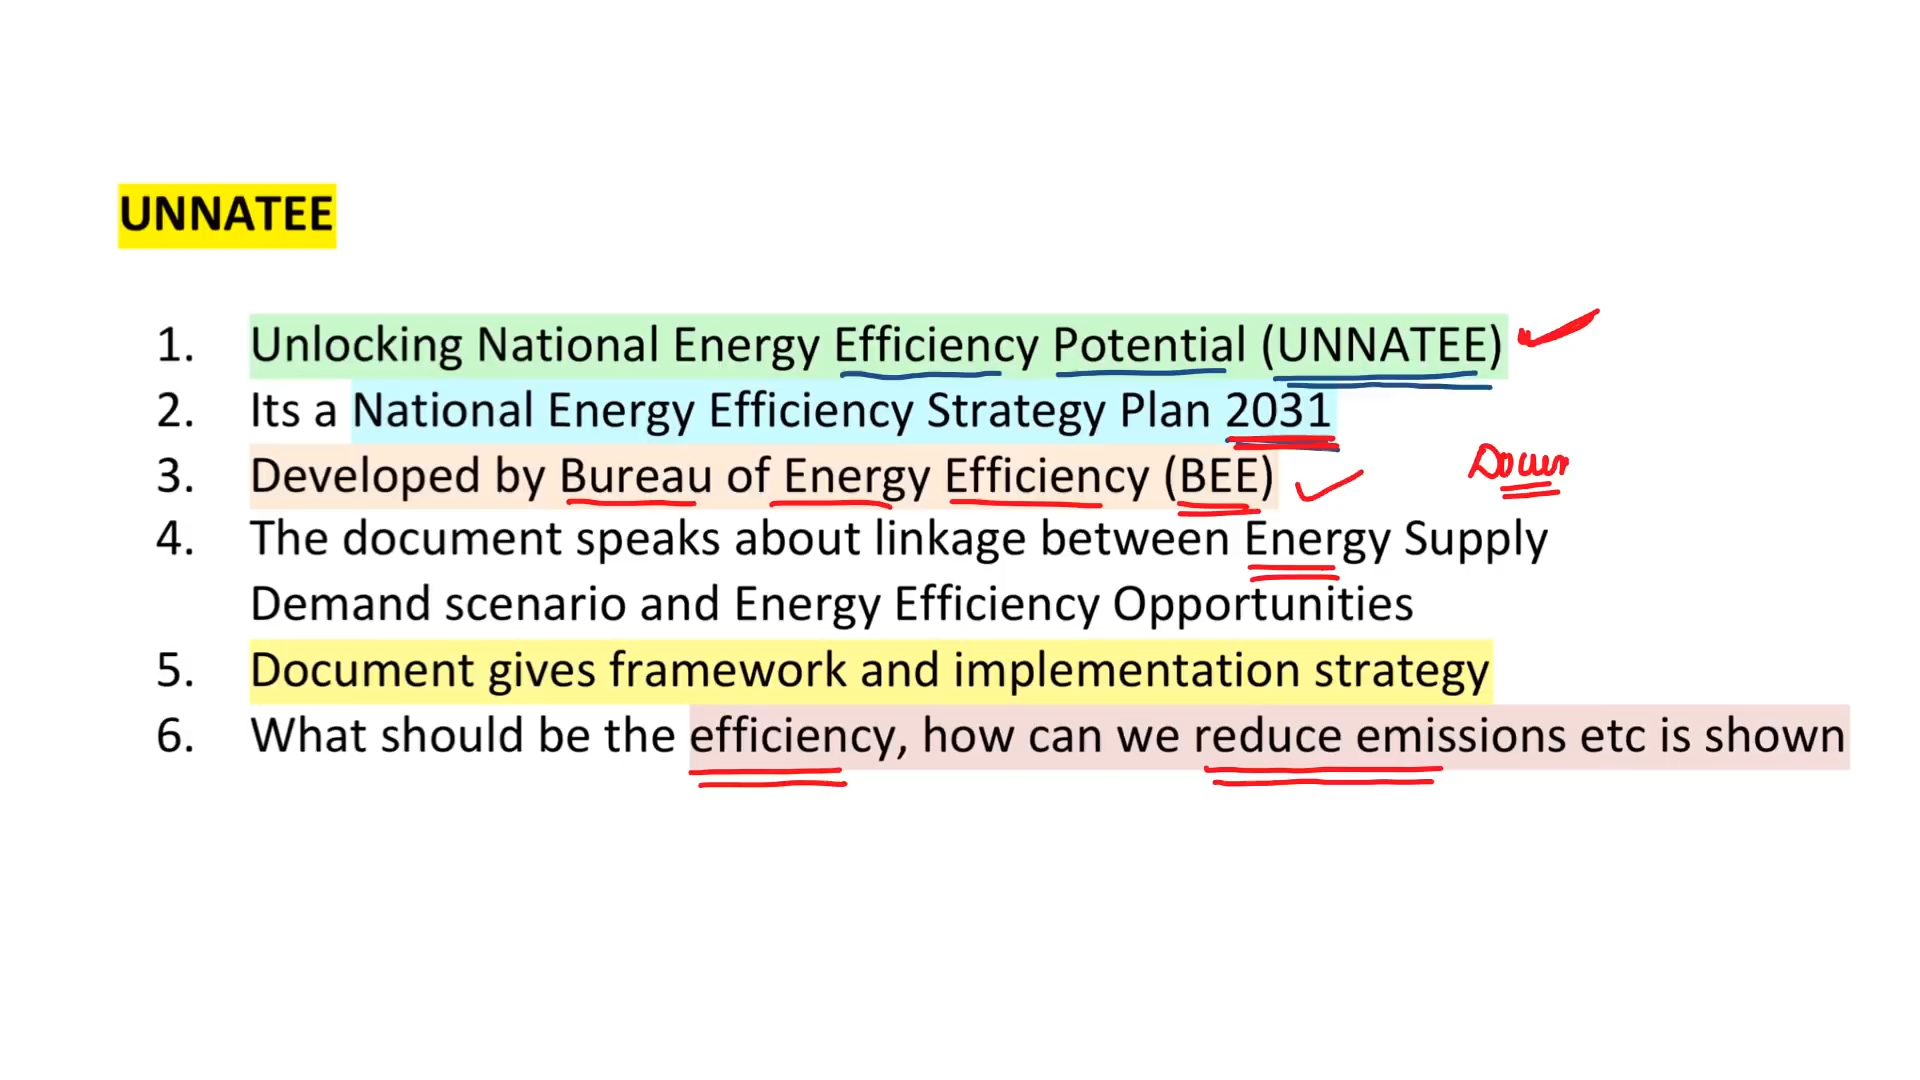 UNNATEE
1. Unlocking National Energy Efficiency Potential (UNNATEE)
2. Its a National Energy Efficiency Strategy Plan 2031
3. Developed by Bureau of Energy Efficiency (BEE)
4. The document speaks about linkage between Energy Supply
Demand scenario and Energy Efficiency Opportunities
5. Document gives framework and implementation strategy
6. What should be the efficiency, how can we reduce emissions etc is shown